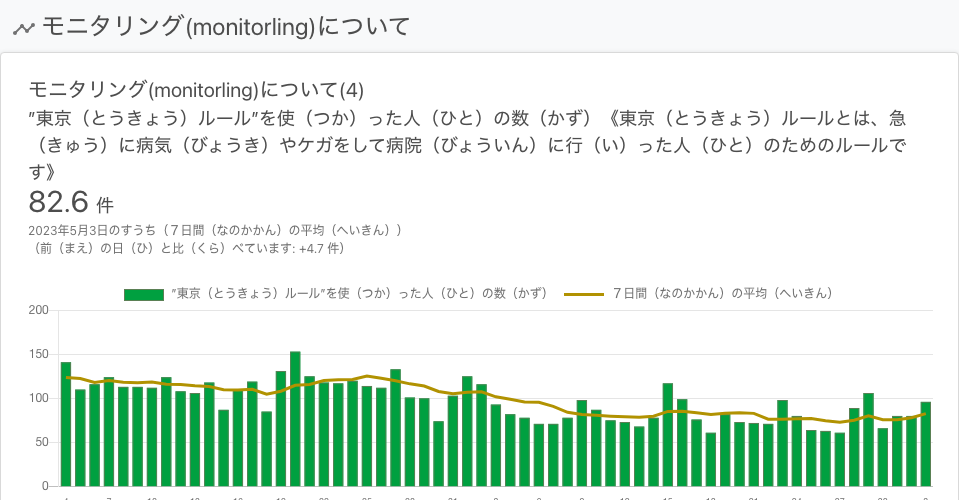 モニタリング(monitorling)について
モニタリング(monitorling)について(4)
”東京（とうきょう）ルール”を使（つか）った人（ひと）の数（かず）《東京（とうきょう）ルールとは、急
（きゅう）に病気（びょうき）やケガをして病院（びょういん）に行（い）った人（ひと）のためのルールで
す》
82.6 件
2023年5月3日のすうち（７日間（なのかかん）の平均（へいきん））
（前（まえ）の日（ひ）と比（くら）べています: +4.7 件）
”東京（とうきょう）ルール”を使（つか）った人（ひと）の数（かず） ７日間（なのかかん）の平均（へいきん）
200
150
100
50
0